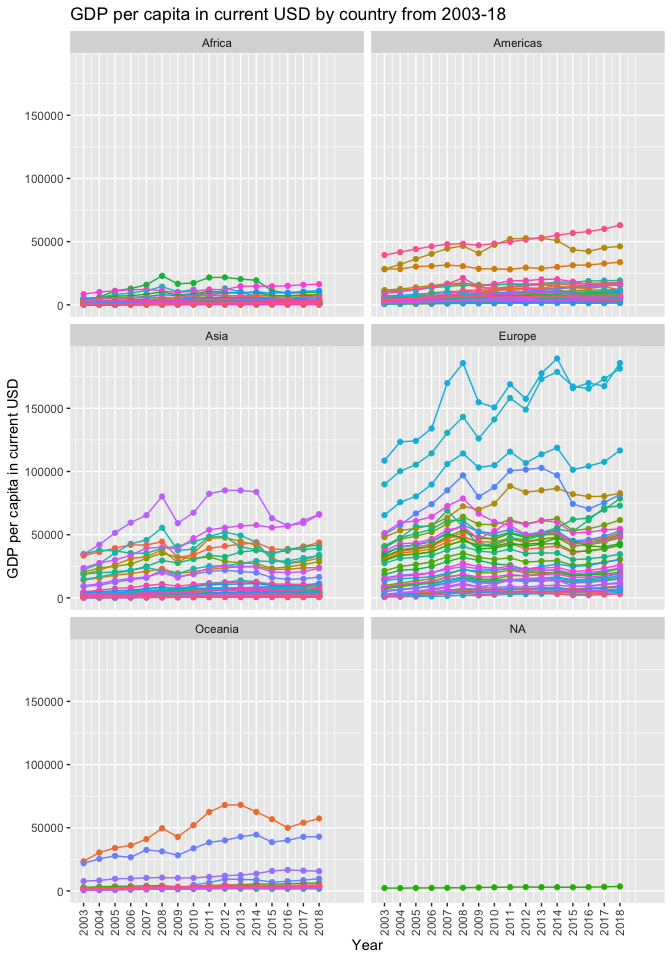 GDP per capita in current USD by country from 2003-18
Africa
Americas
150000
100000
50000
0
Asia
Europe
150000
100000
50000
0
GDP per capita in current USD
Oceania
NA
150000
100000
50000
0
2003 2004 2005 2006 2007 2008 2009 2010 2011 2012 2013 2014 2015 2016 2017 2018
2003 2004 2005 2006 2007 2008 2009 2010 2011 2012 2013 2014 2015 2016 2017 2018
Year